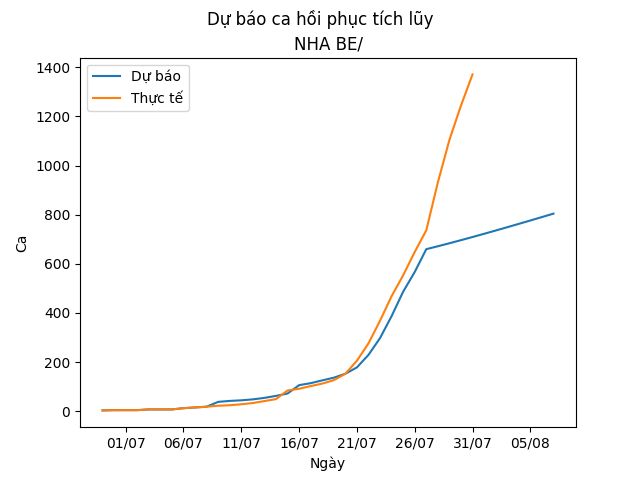 Dự báo ca hồi phục tích lũy
NHA BE/
Dự báo
Thực tế
1400
1200
1000
800
600
400
200
0
Ca
01/07 06/07 11/07 16/07 21/07 26/07 31/07 05/08
Ngày